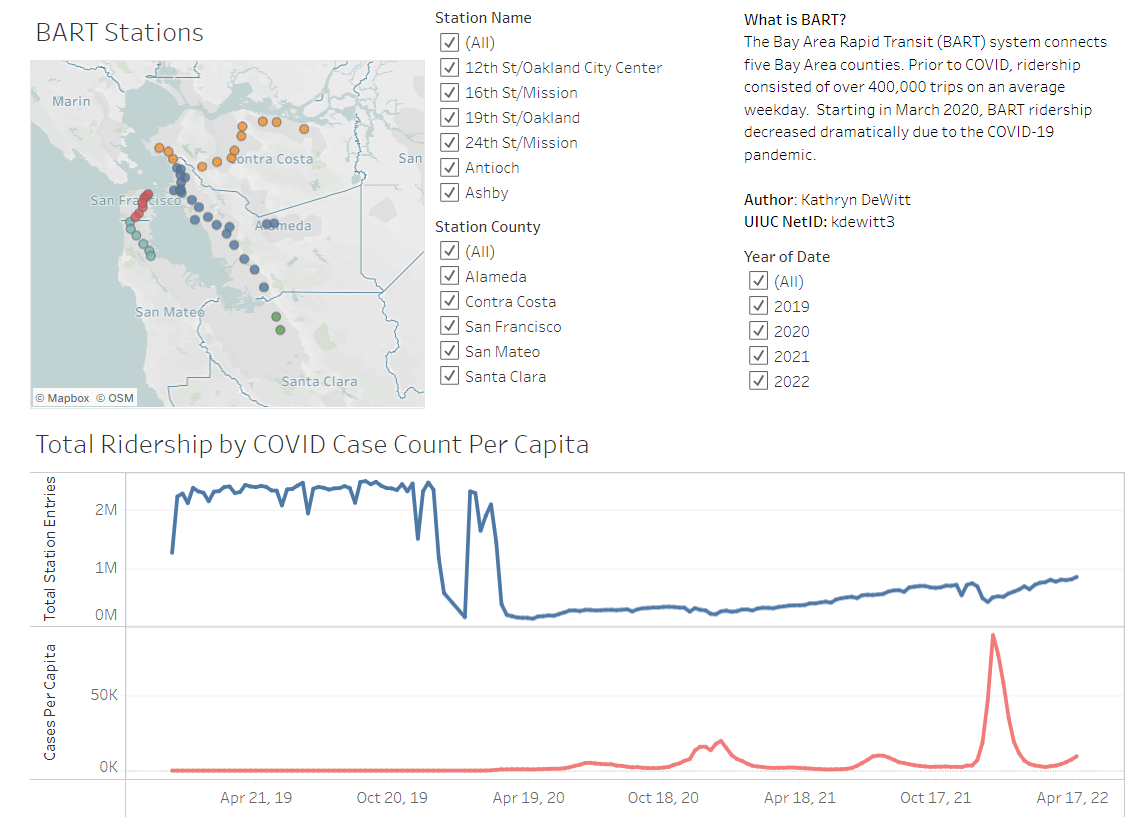 BART Stations
Marin
Contra Costa
San
San Francisco
Alameda
San Mateo
Santa Clara
© Mapbox © OSM
Station Name
(All)
12th St/Oakland City Center
16th St/Mission
19th St/Oakland
24th St/Mission
Antioch
Ashby
Station County
(All)
Alameda
Contra Costa
San Francisco
San Mateo
Santa Clara
What is BART?
The Bay Area Rapid Transit (BART) system connects
five Bay Area counties. Prior to COVID, ridership
consisted of over 400,000 trips on an average
weekday. Starting in March 2020, BART ridership
decreased dramatically due to the COVID-19
pandemic.
Author: Kathryn DeWitt
UIUC NetID: kdewitt3
Year of Date
(All)
2019
2020
2021
2022
Total Ridership by COVID Case Count Per Capita
Total Station Entries
2M
1M
0M
Cases Per Capita
50K
0K
Apr 21, 19
Oct 20, 19
Apr 19, 20
Oct 18, 20
Apr 18, 21
Oct 17, 21
Apr 17, 22